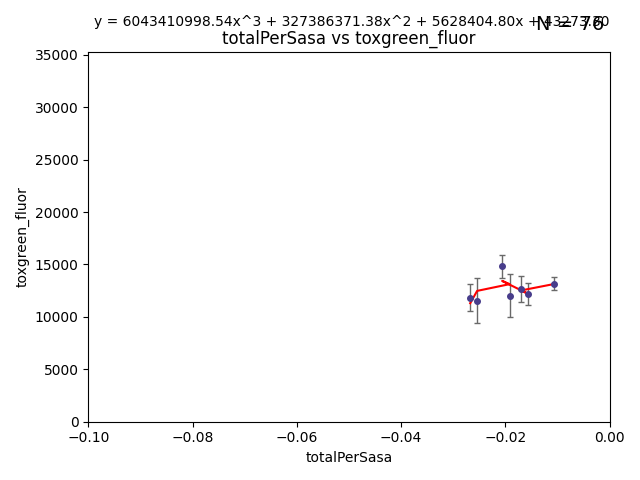 y = 6043410998.54x^3 + 327386371.38x^2 + 5628404.80x +
N = 76
totalPerSasa vs toxgreen_fluor
35000
30000
25000
20000
15000
10000
5000
0
toxgreen_fluor
−0.10
−0.08
−0.06
−0.04
−0.02
0.00
totalPerSasa